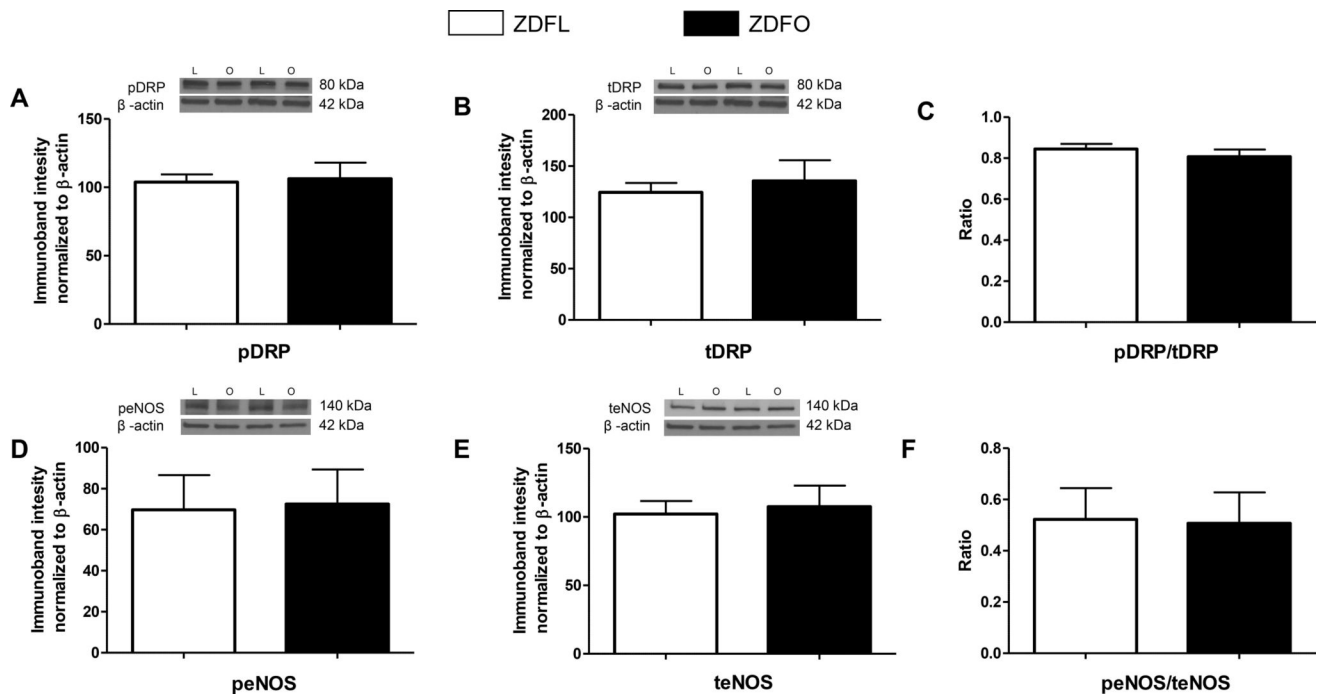 ZDFL ZDFO
L O L O
pDRP 80 kDa
β -actin 42 kDa
A
Immunoband intesity
normalized to β-actin
150
100
50
0
pDRP
L O L O
tDRP 80 kDa
β -actin 42 kDa
B
Immunoband intesity
normalized to β-actin
200
150
100
50
0
tDRP
C
Ratio
1.0
0.8
0.6
0.4
0.2
0.0
pDRP/tDRP
L O L O
peNOS 140 kDa
β -actin 42 kDa
D
Immunoband intesity
normalized to β-actin
100
80
60
40
20
0
peNOS
L O L O
teNOS 140 kDa
β -actin 42 kDa
E
Immunoband intesity
normalized to β-actin
150
100
50
0
teNOS
F
Ratio
0.8
0.6
0.4
0.2
0.0
peNOS/teNOS